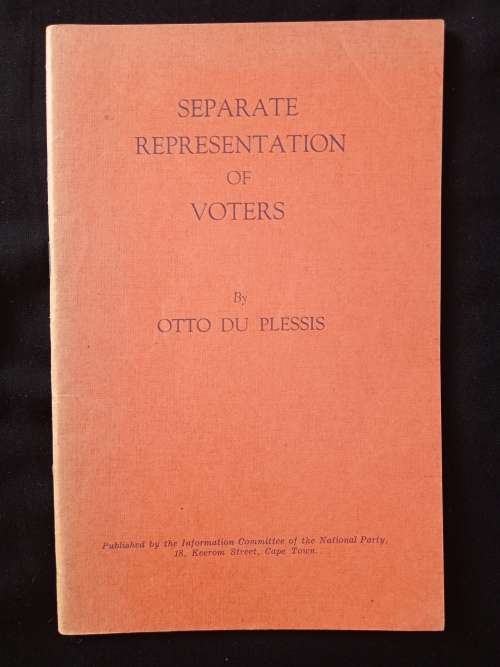 SEPARATE
REPRESENTATION
OF
VOTERS
By
OTTO DU PLESSIS
Published by the Information Committee of the National Party,
18, Keerom Street, Cape Town.